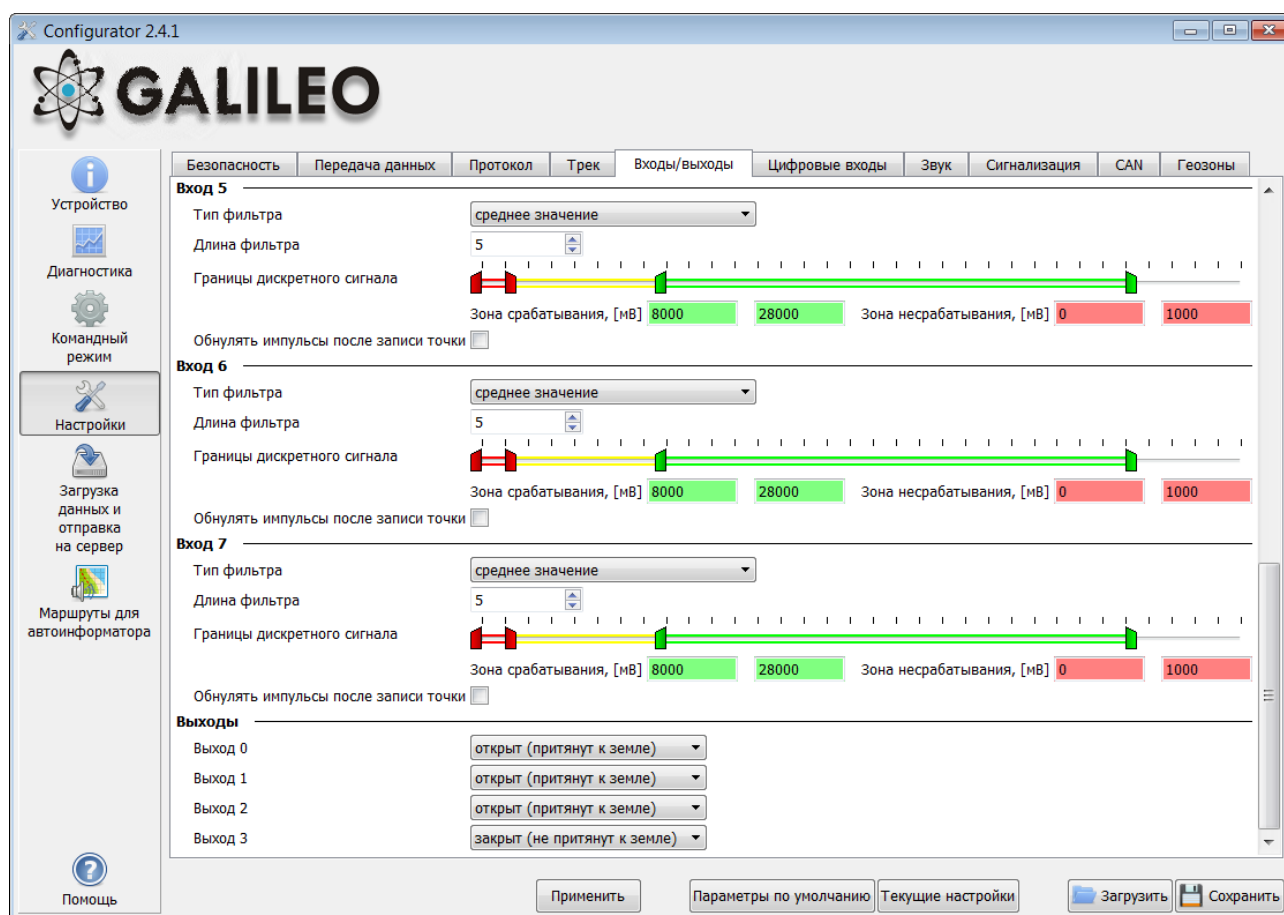 Configurator 2.4.1
GALILEO
Устройство
Диагностика
Командный
режим
Настройки
Загрузка
данных и
отправка
на сервер
Маршруты для
автоинформатора
Помощь
Безопасность Передача данных Протокол Трек Входы/выходы Цифровые входы Звук Сигнализация CAN Геозоны
Вход 5
Тип фильтра среднее значение
Длина фильтра 5
Границы дискретного сигнала
Зона срабатывания, [мВ] 8000 28000 Зона несрабатывания, [мВ] 0 1000
Обнулять импульсы после записи точки
Вход 6
Тип фильтра среднее значение
Длина фильтра 5
Границы дискретного сигнала
Зона срабатывания, [мВ] 8000 28000 Зона несрабатывания, [мВ] 0 1000
Обнулять импульсы после записи точки
Вход 7
Тип фильтра среднее значение
Длина фильтра 5
Границы дискретного сигнала
Зона срабатывания, [мВ] 8000 28000 Зона несрабатывания, [мВ] 0 1000
Обнулять импульсы после записи точки
Выходы
Выход 0 открыт (притянут к земле)
Выход 1 открыт (притянут к земле)
Выход 2 открыт (притянут к земле)
Выход 3 закрыт (не притянут к земле)
Применить Параметры по умолчанию Текущие настройки Загрузить Сохранить